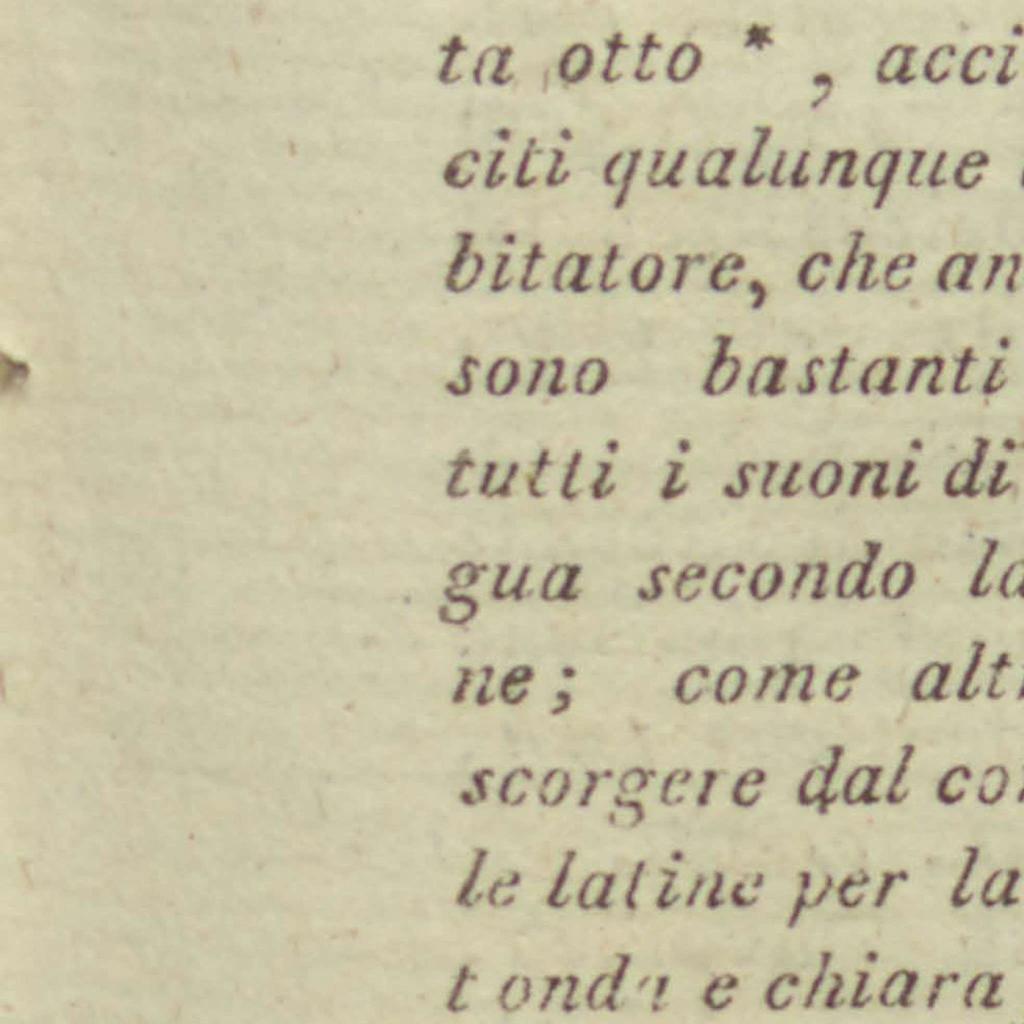 ta otto * , acci
citi qualunque
bitatore, che an
sono bastanti
tutti i suoni di
gua secondo la
ne ; come alt
scorgere dal co
le latine per la
t onda e chiara